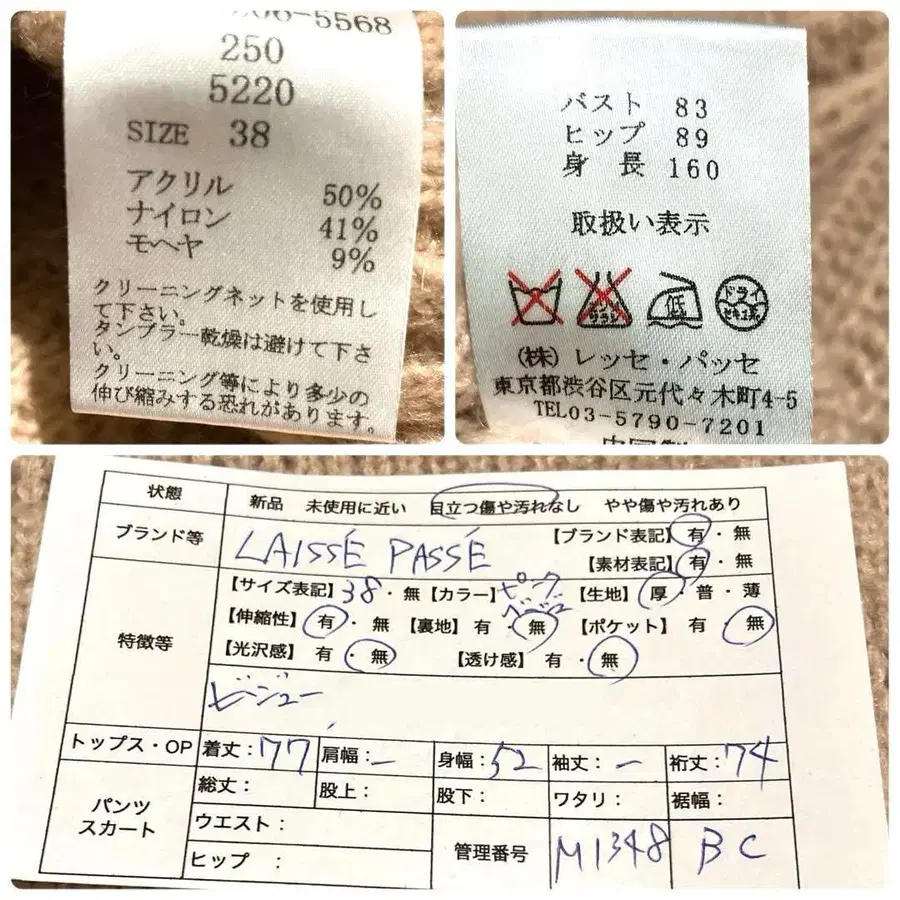 206-5568
250
5220
SIZE 38
アクリル 50%
ナイロン 41%
モヘヤ 9%
クリーニングネットを使用し
て下さい。
タンブラー乾燥は避けて下さ
い。
クリーニング等により多少の
伸び縮みする恐れがあります。
バスト 83
ヒップ 89
身長 160
取扱い表示
低
ドライ
(株) レッセ・パッセ
東京都渋谷区元代々木町4-5
TEL03-5790-7201
中国製
状態 新品 未使用に近い 目立つ傷や汚れなし やや傷や汚れあり
ブランド等 LAISSÉ PASSÉ 【ブランド表記】有・無
【素材表記】有・無
特徴等 【サイズ表記】38・無 【カラー】ピンクベージュ 【生地】厚・普・薄
【伸縮性】有・無 【裏地】有・無 【ポケット】有・無
【光沢感】有・無 【透け感】有・無
ビジュー
トップス・OP 着丈:77 肩幅:− 身幅:52 袖丈:− 裄丈:74
パンツ スカート 総丈: 股上: 股下: ワタリ: 裾幅:
ウエスト:
ヒップ :
管理番号 M1348 BC